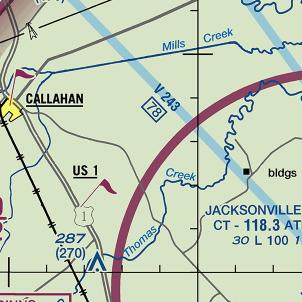 Mills Creek
V 243
78
CALLAHAN
US 1
1
Creek
bldgs
JACKSONVILLE
CT - 118.3 AT
30 L 100 1
287
(270)
Thomas